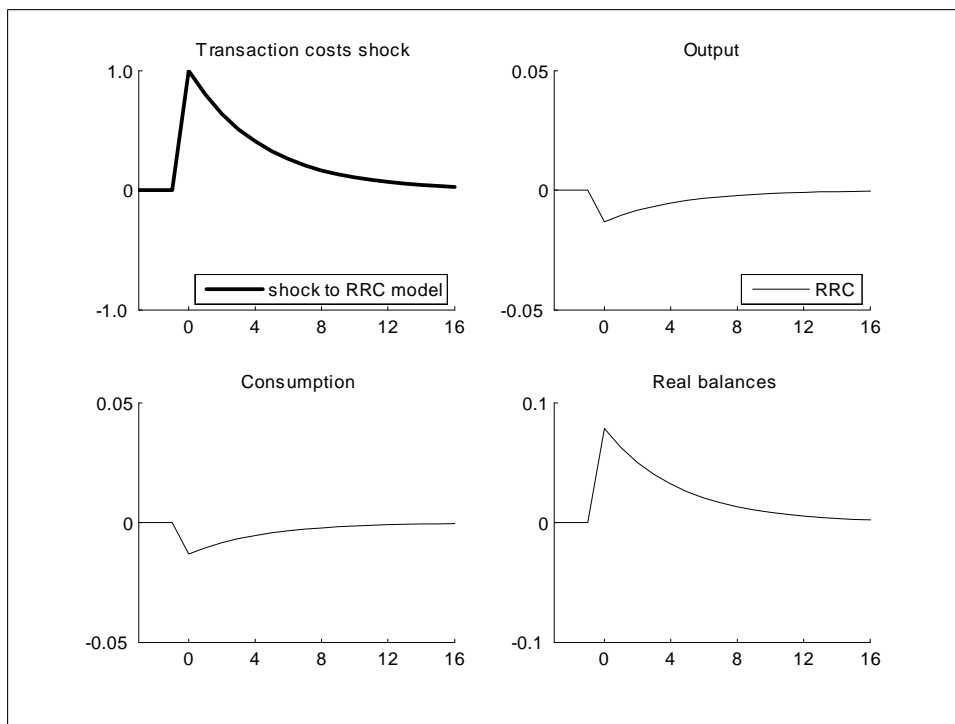 Transaction costs shock
1.0
0
-1.0
shock to RRC model
0 4 8 12 16
Output
0.05
0
-0.05
RRC
0 4 8 12 16
Consumption
0.05
0
-0.05
0 4 8 12 16
Real balances
0.1
0
-0.1
0 4 8 12 16